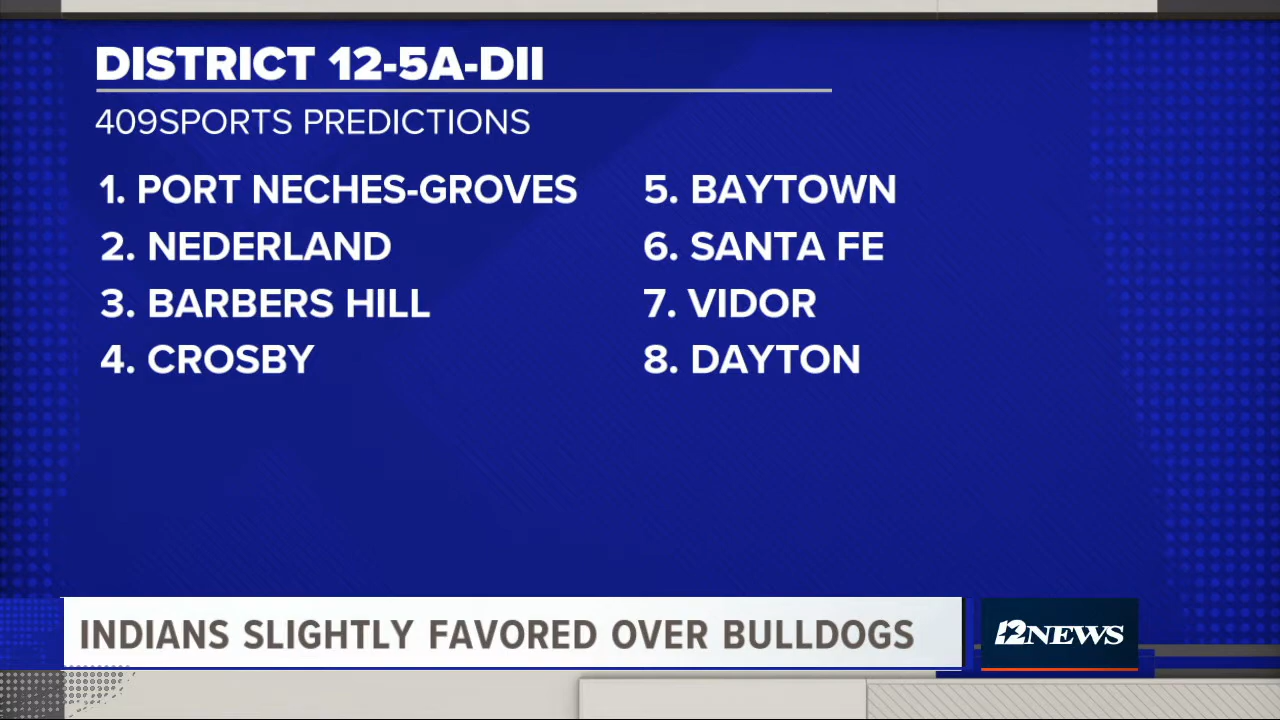 DISTRICT 12-5A-DII
409SPORTS PREDICTIONS
1. PORT NECHES-GROVES
2. NEDERLAND
3. BARBERS HILL
4. CROSBY
5. BAYTOWN
6. SANTA FE
7. VIDOR
8. DAYTON
INDIANS SLIGHTLY FAVORED OVER BULLDOGS
12NEWS